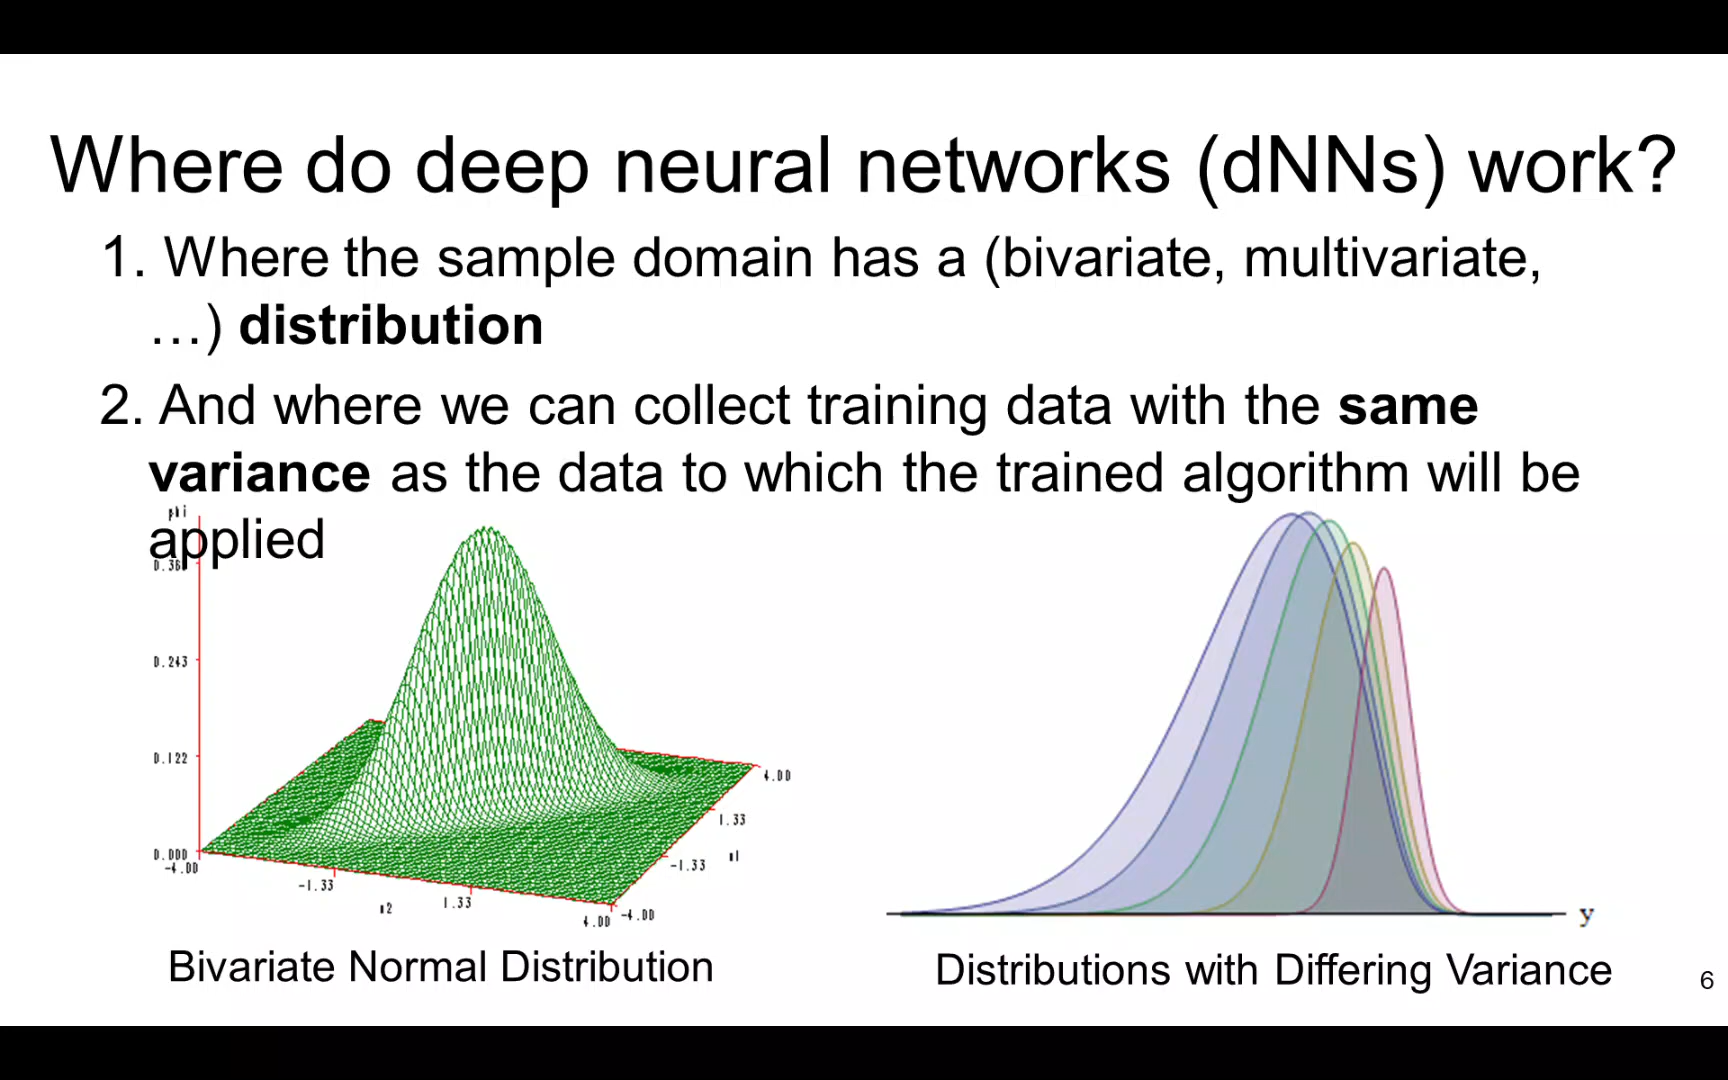 Where do deep neural networks (dNNs) work?
1. Where the sample domain has a (bivariate, multivariate,
…) distribution
2. And where we can collect training data with the same
variance as the data to which the trained algorithm will be
applied
phi
0.243
0.122
0.000
-4.00
-1.33
1.33
4.00
-4.00
-1.33
1.33
4.00
y
Bivariate Normal Distribution
Distributions with Differing Variance
6